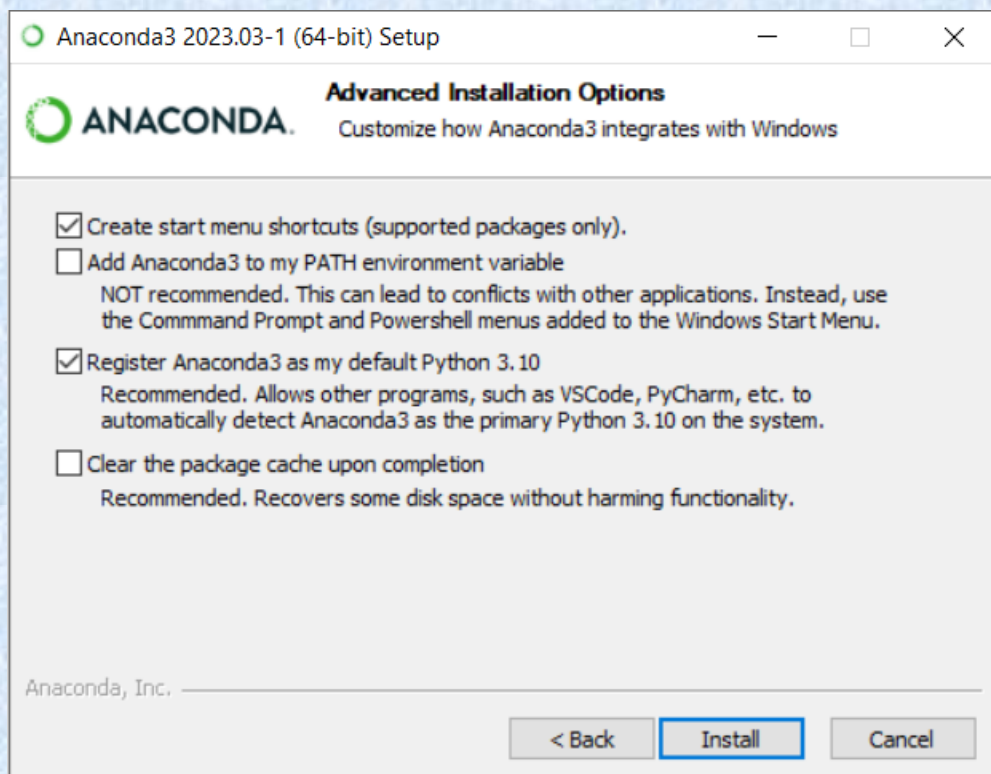 Anaconda3 2023.03-1 (64-bit) Setup
Advanced Installation Options
ANACONDA.
Customize how Anaconda3 integrates with Windows
Create start menu shortcuts (supported packages only).
Add Anaconda3 to my PATH environment variable
NOT recommended. This can lead to conflicts with other applications. Instead, use
the Commmand Prompt and Powershell menus added to the Windows Start Menu.
Register Anaconda3 as my default Python 3.10
Recommended. Allows other programs, such as VSCode, PyCharm, etc. to
automatically detect Anaconda3 as the primary Python 3.10 on the system.
Clear the package cache upon completion
Recommended. Recovers some disk space without harming functionality.
Anaconda, Inc.
< Back
Install
Cancel